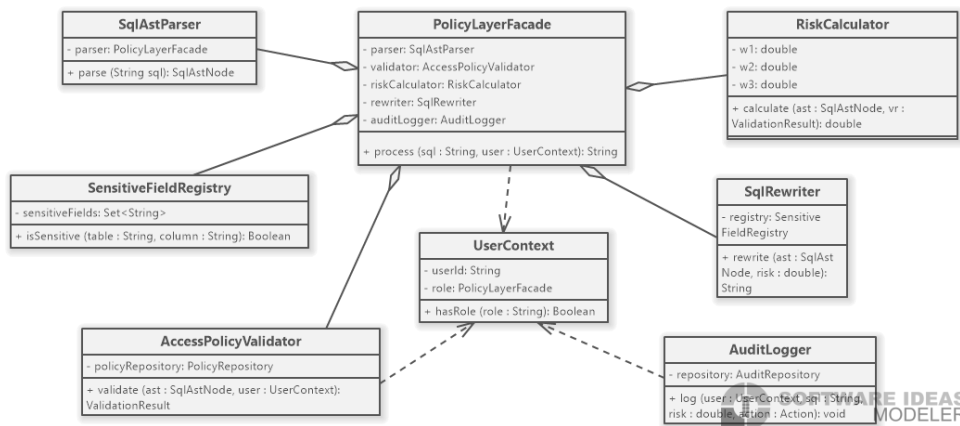 SqlAstParser
- parser: PolicyLayerFacade
+ parse (String sql): SqlAstNode
PolicyLayerFacade
- parser: SqlAstParser
- validator: AccessPolicyValidator
- riskCalculator: RiskCalculator
- rewriter: SqlRewriter
- auditLogger: AuditLogger
+ process (sql : String, user : UserContext): String
RiskCalculator
- w1: double
- w2: double
- w3: double
+ calculate (ast : SqlAstNode, vr :
ValidationResult): double
SensitiveFieldRegistry
- sensitiveFields: Set<String>
+ isSensitive (table : String, column : String): Boolean
SqlRewriter
- registry: Sensitive
FieldRegistry
+ rewrite (ast : SqlAst
Node, risk : double):
String
UserContext
- userId: String
- role: PolicyLayerFacade
+ hasRole (role : String): Boolean
AccessPolicyValidator
- policyRepository: PolicyRepository
+ validate (ast : SqlAstNode, user : UserContext):
ValidationResult
AuditLogger
- repository: AuditRepository
+ log (user : UserContext, sql : String,
risk : double, action : Action): void
SOFTWARE IDEAS
MODELER